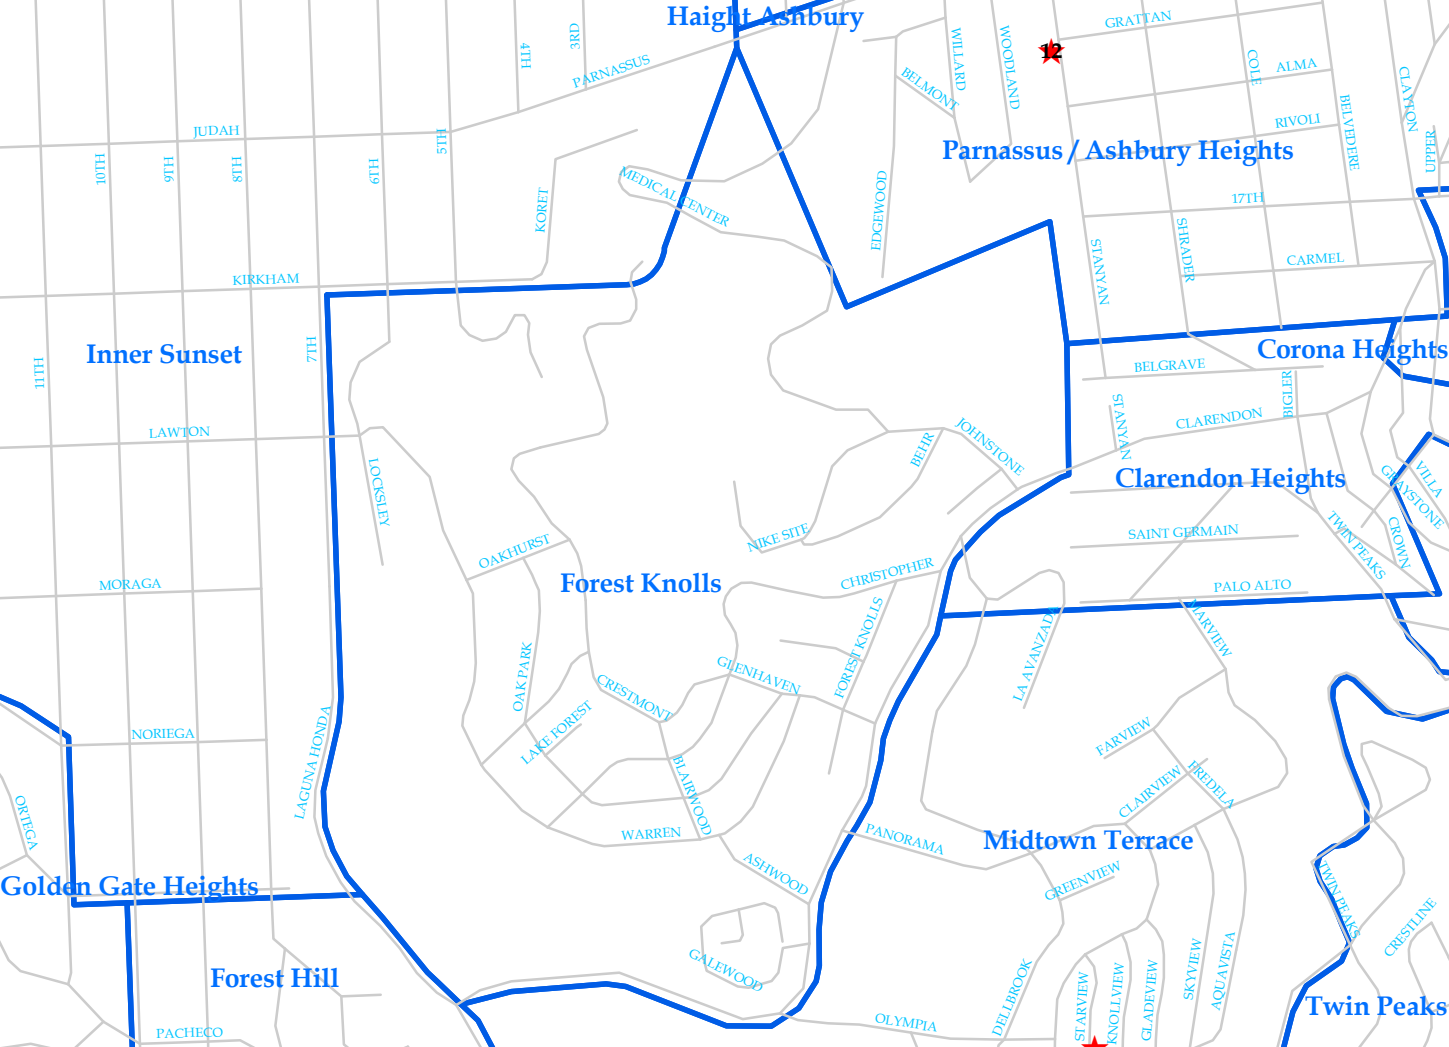 Haight Ashbury
GRATTAN
4TH
3RD
PARNASSUS
WILLARD
WOODLAND
12
COLE
ALMA
CLAYTON
BELMONT
BELVEDERE
RIVOLI
UPPER
JUDAH
5TH
10TH
9TH
8TH
6TH
Parnassus / Ashbury Heights
KORET
MEDICAL CENTER
EDGEWOOD
17TH
STANYAN
SHRADER
CARMEL
KIRKHAM
7TH
11TH
Inner Sunset
Corona Heights
BELGRAVE
BIGLER
STANYAN
CLARENDON
LAWTON
BEHR
JOHNSTONE
LOCKSLEY
Clarendon Heights
GRAYSTONE
VILLA
TWIN PEAKS
CROWN
NIKE SITE
OAKHURST
SAINT GERMAIN
MORAGA
Forest Knolls
CHRISTOPHER
PALO ALTO
MARVIEW
FOREST KNOLLS
LA AVANZADA
OAK PARK
CRESTMONT
GLENHAVEN
LAKE FOREST
NORIEGA
LAGUNA HONDA
FARVIEW
BLAIRWOOD
CLAIRVIEW
FREDELA
ORTEGA
WARREN
PANORAMA
Midtown Terrace
ASHWOOD
GREENVIEW
TWIN PEAKS
Golden Gate Heights
CRESTLINE
Forest Hill
GALEWOOD
DELLBROOK
STARVIEW
KNOLLVIEW
GLADEVIEW
SKYVIEW
AQUAVISTA
Twin Peaks
OLYMPIA
PACHECO